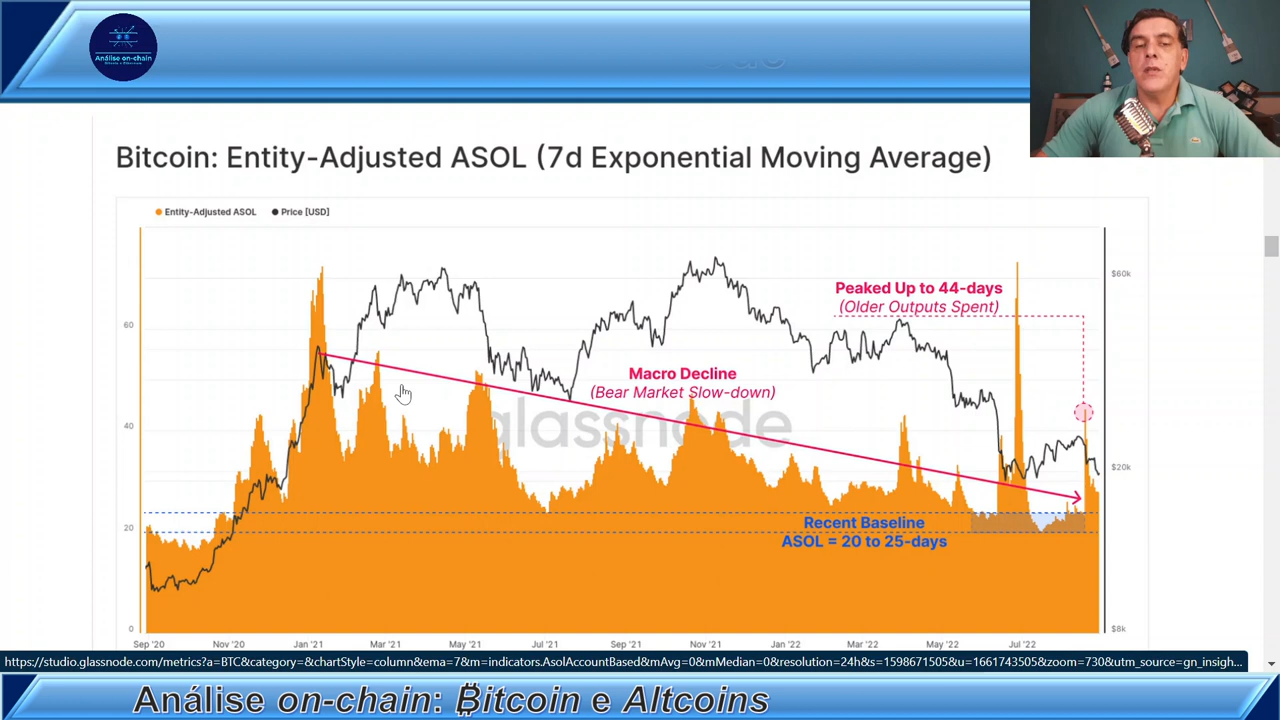 Análise on-chain
Bitcoin: Entity-Adjusted ASOL (7d Exponential Moving Average)
Entity-Adjusted ASOL
Price [USD]
$60k
Peaked Up to 44-days
(Older Outputs Spent)
60
Macro Decline
(Bear Market Slow-down)
glassnode
40
$20k
Recent Baseline
20
ASOL = 20 to 25-days
0
$8k
Sep '20
Nov '20
Jan '21
Mar '21
May '21
Jul '21
Sep '21
Nov '21
Jan '22
Mar '22
May '22
Jul '22
https://studio.glassnode.com/metrics?a=BTC&category=&chartStyle=column&ema=7&m=indicators.AsolAccountBased&mAvg=0&mMedian=0&resolution=24h&s=1598671505&u=1661743505&zoom=730&utm_source=gn_insigh...
Análise on-chain: ₿itcoin e Altcoins